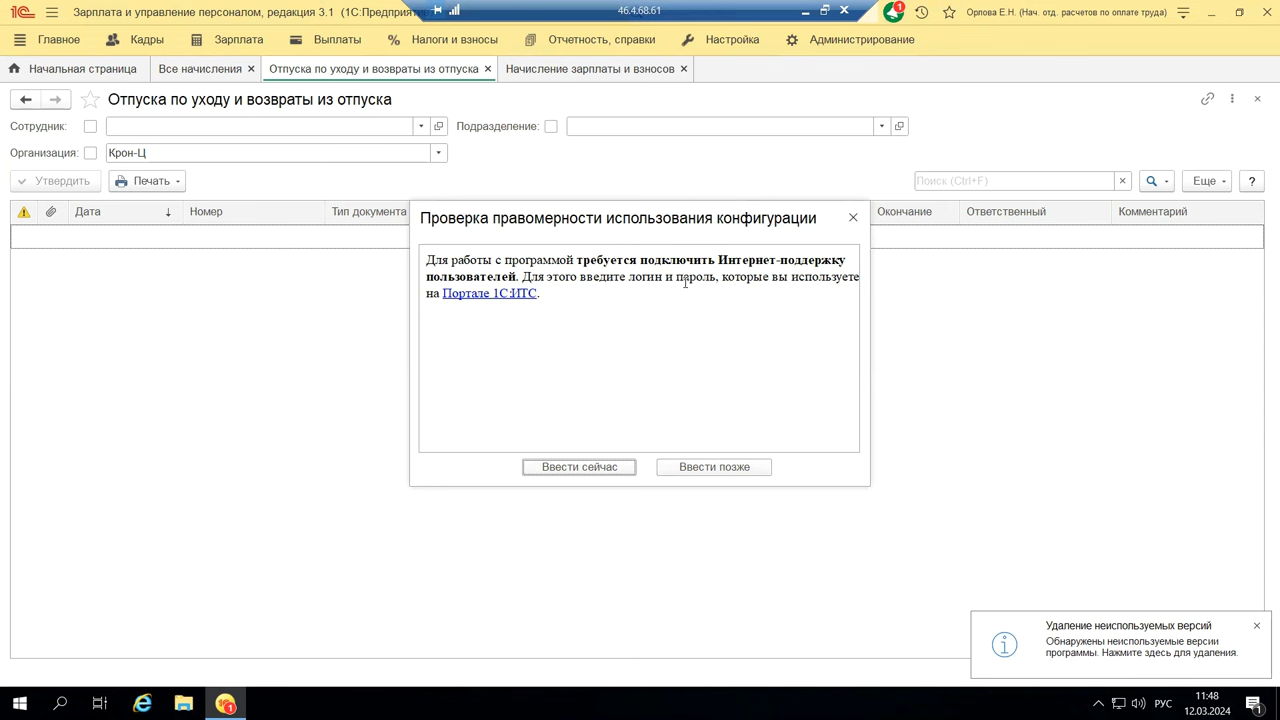 Зарплата и управление персоналом, редакция 3.1 (1С:Предприятие
46.4.68.61
1
Орлова Е.Н. (Нач. отд. расчетов по оплате труда)
Главное
Кадры
Зарплата
Выплаты
Налоги и взносы
Отчетность, справки
Настройка
Администрирование
Начальная страница
Все начисления
Отпуска по уходу и возвраты из отпуска
Начисление зарплаты и взносов
Отпуска по уходу и возвраты из отпуска
Сотрудник:
Подразделение:
Организация:
Крон-Ц
Утвердить
Печать
Поиск (Ctrl+F)
Еще
?
Дата
Номер
Тип документа
Окончание
Ответственный
Комментарий
Проверка правомерности использования конфигурации
Для работы с программой требуется подключить Интернет-поддержку
пользователей. Для этого введите логин и пароль, которые вы используете
на Портале 1С:ИТС.
Ввести сейчас
Ввести позже
Удаление неиспользуемых версий
Обнаружены неиспользуемые версии
программы. Нажмите здесь для удаления.
1
РУС
11:48
12.03.2024
1